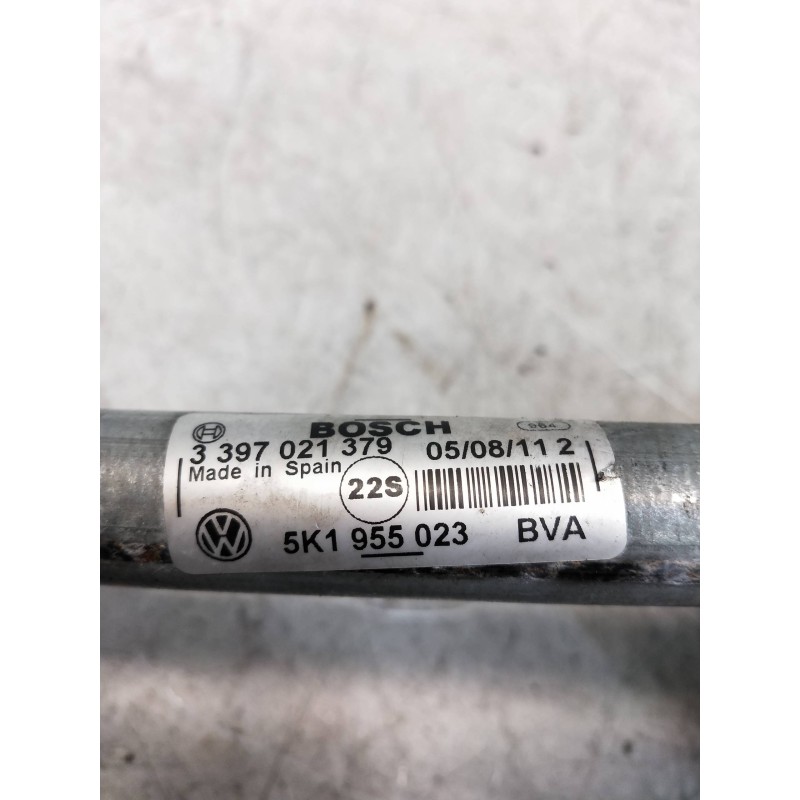 BOSCH
3 397 021 379 05/08/11 2
Made in Spain
22S
5K1 955 023 BVA